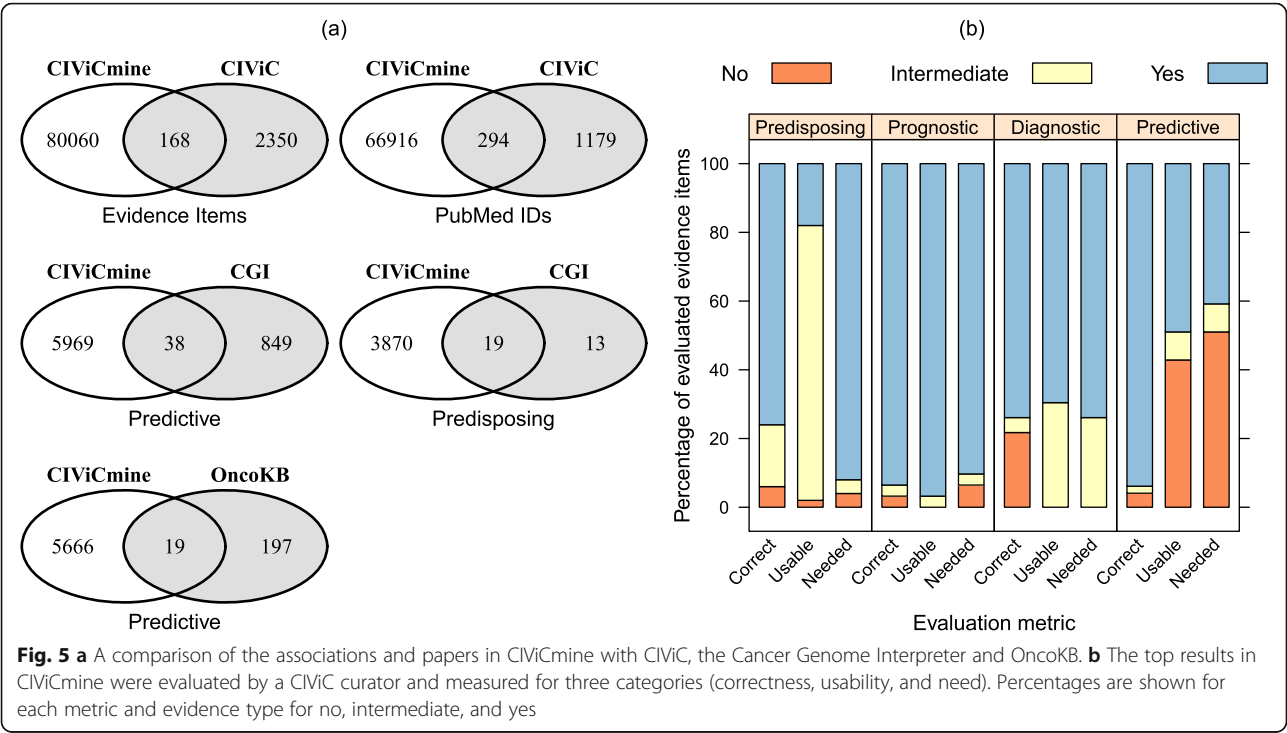 (a)
CIViCmine CIViC
80060 168 2350
Evidence Items
CIViCmine CIViC
66916 294 1179
PubMed IDs
CIViCmine CGI
5969 38 849
Predictive
CIViCmine CGI
3870 19 13
Predisposing
CIViCmine OncoKB
5666 19 197
Predictive
(b)
No Intermediate Yes
Predisposing Prognostic Diagnostic Predictive
Percentage of evaluated evidence items
100
80
60
40
20
0
Correct Usable Needed Correct Usable Needed Correct Usable Needed Correct Usable Needed
Evaluation metric
Fig. 5 a A comparison of the associations and papers in CIViCmine with CIViC, the Cancer Genome Interpreter and OncoKB. b The top results in
CIViCmine were evaluated by a CIViC curator and measured for three categories (correctness, usability, and need). Percentages are shown for
each metric and evidence type for no, intermediate, and yes